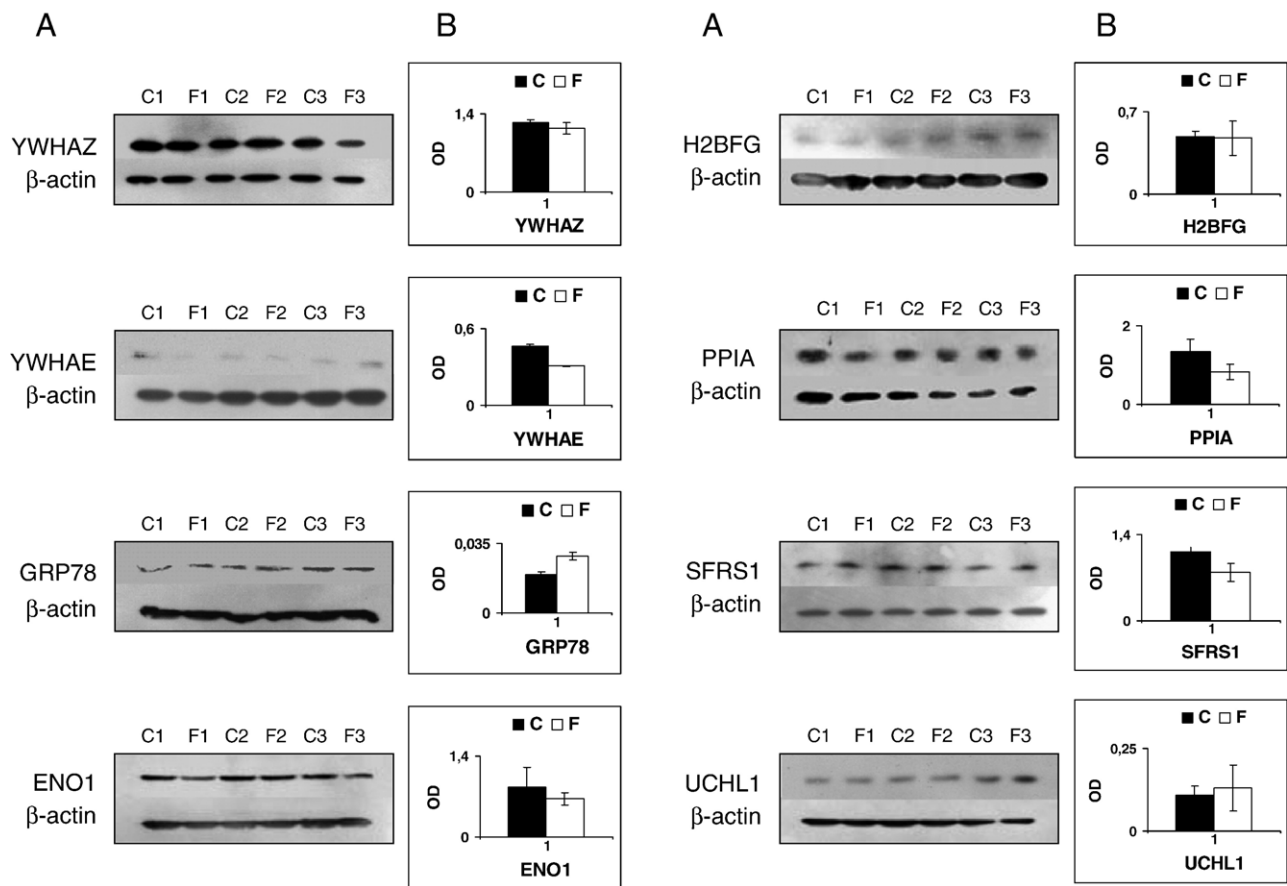 A B A B
C1 F1 C2 F2 C3 F3
YWHAZ
β-actin
C F
1,4
OD
0
1
YWHAZ
C1 F1 C2 F2 C3 F3
H2BFG
β-actin
C F
0,7
OD
0
1
H2BFG
C1 F1 C2 F2 C3 F3
YWHAE
β-actin
C F
0,6
OD
0
1
YWHAE
C1 F1 C2 F2 C3 F3
PPIA
β-actin
C F
2
OD
0
1
PPIA
C1 F1 C2 F2 C3 F3
GRP78
β-actin
C F
0,035
OD
0
1
GRP78
C1 F1 C2 F2 C3 F3
SFRS1
β-actin
C F
1,4
OD
0
1
SFRS1
C1 F1 C2 F2 C3 F3
ENO1
β-actin
C F
1,4
OD
0
1
ENO1
C1 F1 C2 F2 C3 F3
UCHL1
β-actin
C F
0,25
OD
0
1
UCHL1